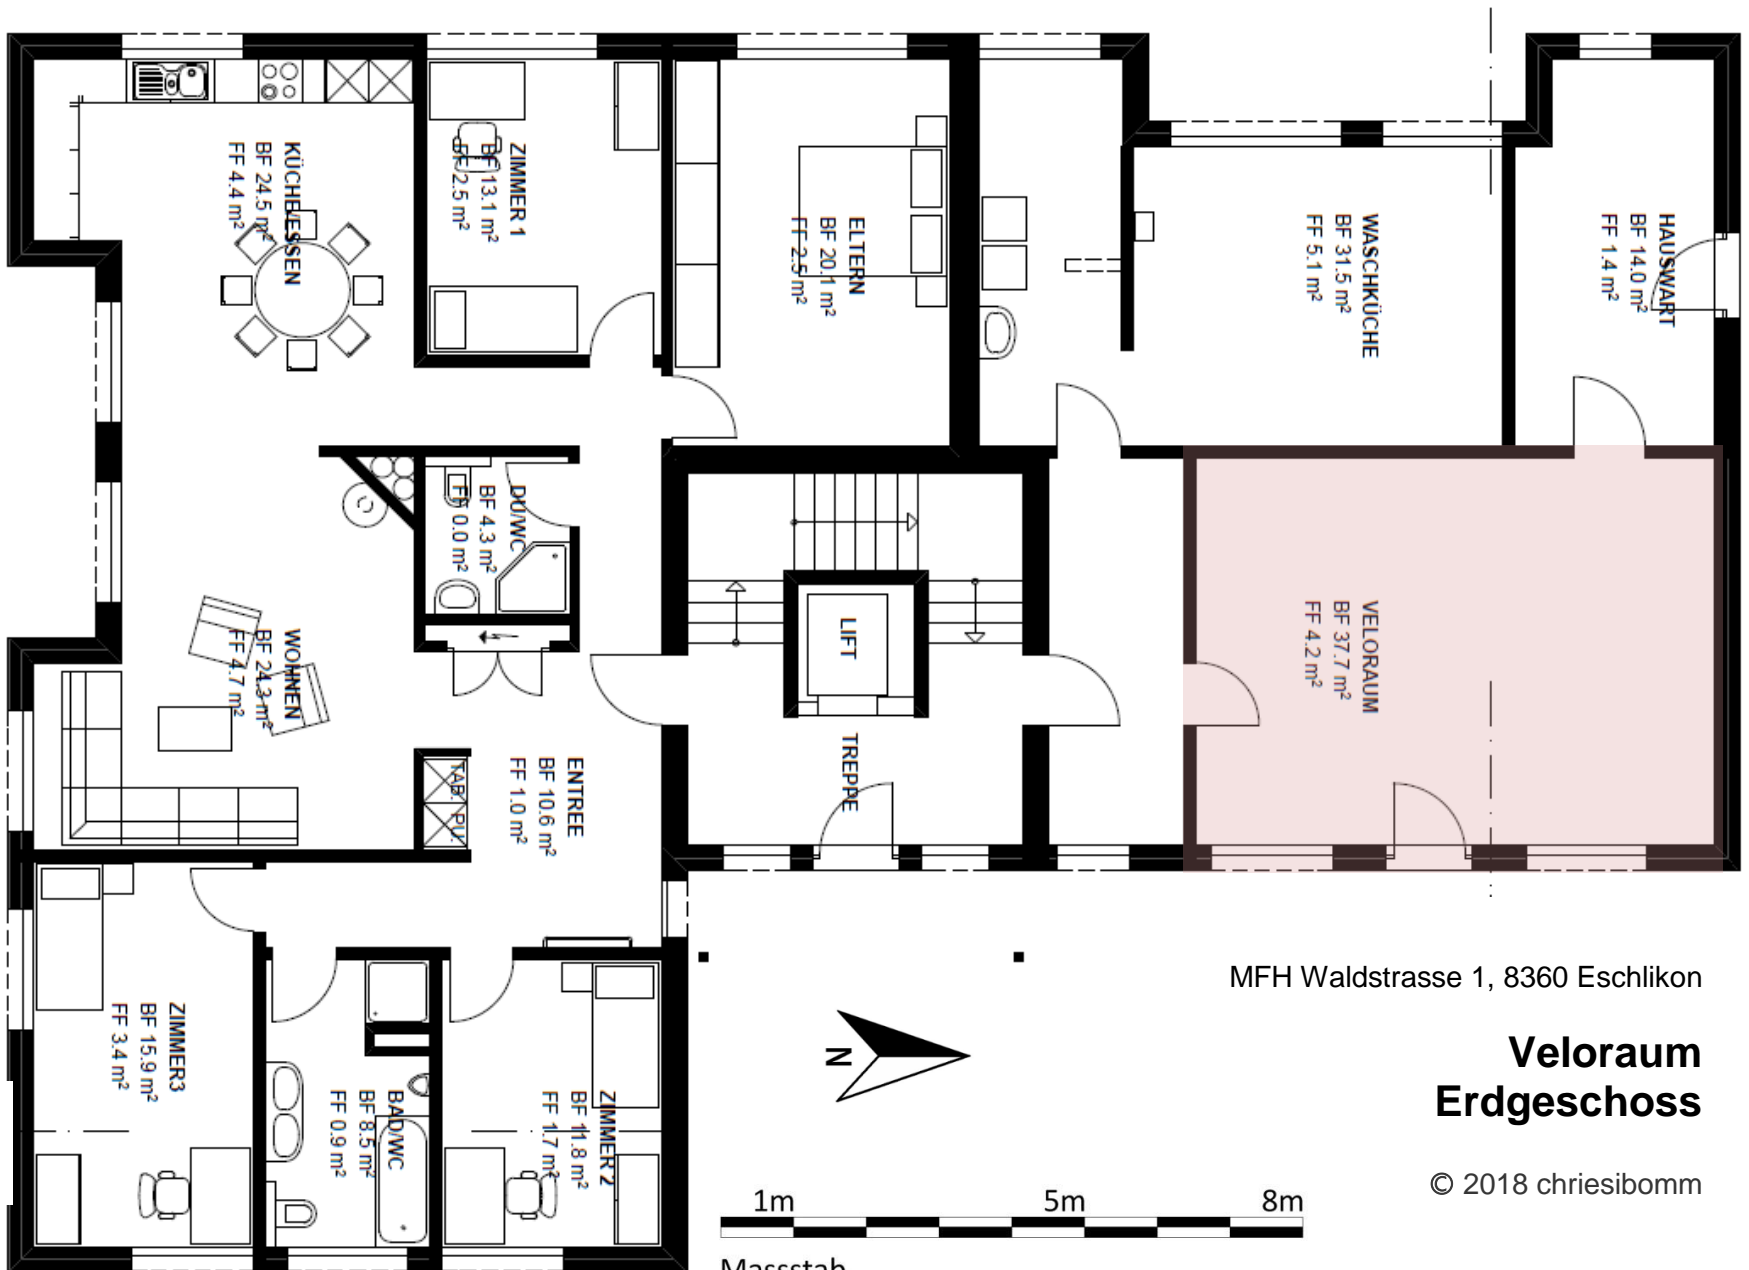 KÜCHE/ESSEN
BF 24.5 m²
FF 4.4 m²
ZIMMER 1
BF 13.1 m²
FF 2.5 m²
ELTERN
BF 20.1 m²
FF 2.5 m²
WASCHKÜCHE
BF 31.5 m²
FF 5.1 m²
HAUSWART
BF 14.0 m²
FF 1.4 m²
DU/WC
BF 4.3 m²
FF 0.0 m²
WOHNEN
BF 24.3 m²
FF 4.7 m²
LIFT
TREPPE
VELORAUM
BF 37.7 m²
FF 4.2 m²
TAB. PU.
ENTREE
BF 10.6 m²
FF 1.0 m²
ZIMMER3
BF 15.9 m²
FF 3.4 m²
BAD/WC
BF 8.5 m²
FF 0.9 m²
ZIMMER 2
BF 11.8 m²
FF 1.7 m²
N
MFH Waldstrasse 1, 8360 Eschlikon
Veloraum
Erdgeschoss
© 2018 chriesibomm
1m 5m 8m
Massstab